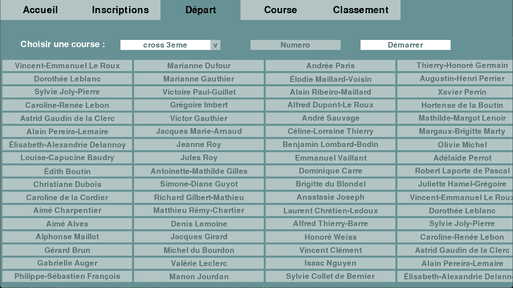 Accueil Inscriptions Départ Course Classement
Choisir une course : cross 3eme v Numero Démarrer
Vincent-Emmanuel Le Roux Marianne Dufour Andrée Paris Thierry-Honoré Germain
Dorothée Leblanc Marianne Gauthier Élodie Maillard-Voisin Augustin-Henri Perrier
Sylvie Joly-Pierre Victoire Paul-Guillet Alain Ribeiro-Maillard Xavier Perrin
Caroline-Renée Lebon Grégoire Imbert Alfred Dupont-Le Roux Hortense de la Boutin
Astrid Gaudin de la Clerc Victor Gauthier André Sauvage Mathilde-Margot Lenoir
Alain Pereira-Lemaire Jacques Marie-Arnaud Céline-Lorraine Thierry Margaux-Brigitte Marty
Élisabeth-Alexandrie Delannoy Jeanne Roy Benjamin Lombard-Bodin Olivie Michel
Louise-Capucine Baudry Jules Roy Emmanuel Vaillant Adélaide Perrot
Édith Boutin Antoinette-Mathilde Gilles Dominique Carre Robert Laporte de Pascal
Christiane Dubois Simone-Diane Guyot Brigitte du Blondel Juliette Hamel-Grégoire
Caroline de la Cordier Richard Gilbert-Mathieu Anastasie Joseph Vincent-Emmanuel Le Roux
Aimé Charpentier Matthieu Rémy-Chartier Laurent Chrétien-Ledoux Dorothée Leblanc
Aimé Alves Denis Lemoine Alfred Thierry-Barre Sylvie Joly-Pierre
Alphonse Maillot Jacques Girard Honoré Weiss Caroline-Renée Lebon
Gérard Brun Michel du Bourdon Vincent Clément Astrid Gaudin de la Clerc
Gabrielle Auger Valérie Leclerc Isaac Nguyen Alain Pereira-Lemaire
Philippe-Sébastien François Manon Jourdan Sylvie Collet de Bernier Élisabeth-Alexandrie Delann